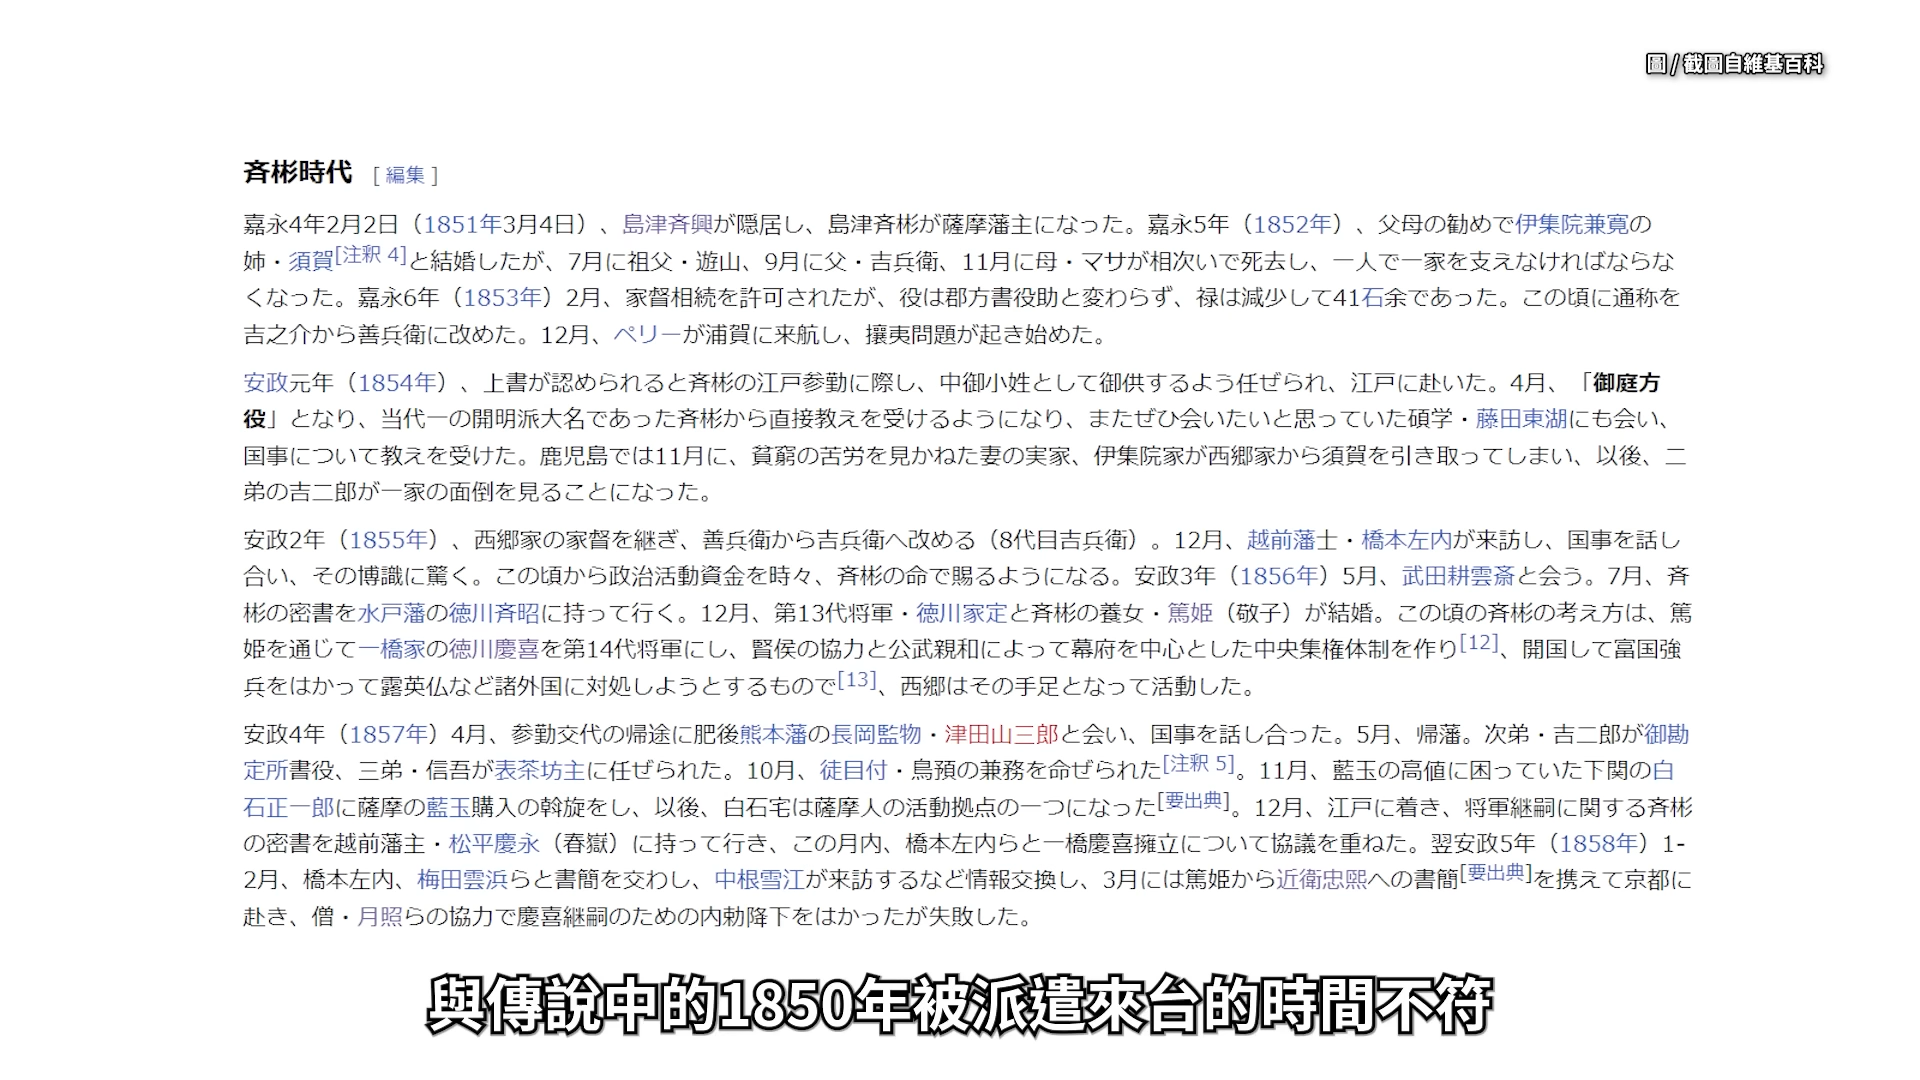 圖/截圖自維基百科
斉彬時代 [編集]
嘉永4年2月2日（1851年3月4日）、島津斉興が隠居し、島津斉彬が薩摩藩主になった。嘉永5年（1852年）、父母の勧めで伊集院兼寛の
姉・須賀[注釈 4]と結婚したが、7月に祖父・遊山、9月に父・吉兵衛、11月に母・マサが相次いで死去し、一人で一家を支えなければならな
くなった。嘉永6年（1853年）2月、家督相続を許可されたが、役は郡方書役助と変わらず、禄は減少して41石余であった。この頃に通称を
吉之介から善兵衛に改めた。12月、ペリーが浦賀に来航し、攘夷問題が起き始めた。
安政元年（1854年）、上書が認められると斉彬の江戸参勤に際し、中御小姓として御供するよう任ぜられ、江戸に赴いた。4月、「御庭方
役」となり、当代一の開明派大名であった斉彬から直接教えを受けるようになり、またぜひ会いたいと思っていた碩学・藤田東湖にも会い、
国事について教えを受けた。鹿児島では11月に、貧窮の苦労を見かねた妻の実家、伊集院家が西郷家から須賀を引き取ってしまい、以後、二
弟の吉二郎が一家の面倒を見ることになった。
安政2年（1855年）、西郷家の家督を継ぎ、善兵衛から吉兵衛へ改める（8代目吉兵衛）。12月、越前藩士・橋本左内が来訪し、国事を話し
合い、その博識に驚く。この頃から政治活動資金を時々、斉彬の命で賜るようになる。安政3年（1856年）5月、武田耕雲斎と会う。7月、斉
彬の密書を水戸藩の徳川斉昭に持って行く。12月、第13代将軍・徳川家定と斉彬の養女・篤姫（敬子）が結婚。この頃の斉彬の考え方は、篤
姫を通じて一橋家の徳川慶喜を第14代将軍にし、賢侯の協力と公武親和によって幕府を中心とした中央集権体制を作り[12]、開国して富国強
兵をはかって露英仏など諸外国に対処しようとするもので[13]、西郷はその手足となって活動した。
安政4年（1857年）4月、参勤交代の帰途に肥後熊本藩の長岡監物・津田山三郎と会い、国事を話し合った。5月、帰藩。次弟・吉二郎が御勘
定所書役、三弟・信吾が表茶坊主に任ぜられた。10月、徒目付・鳥預の兼務を命ぜられた[注釈 5]。11月、藍玉の高値に困っていた下関の白
石正一郎に薩摩の藍玉購入の斡旋をし、以後、白石宅は薩摩人の活動拠点の一つになった[要出典]。12月、江戸に着き、将軍継嗣に関する斉彬
の密書を越前藩主・松平慶永（春嶽）に持って行き、この月内、橋本左内らと一橋慶喜擁立について協議を重ねた。翌安政5年（1858年）1-
2月、橋本左内、梅田雲浜らと書簡を交わし、中根雪江が来訪するなど情報交換し、3月には篤姫から近衛忠煕への書簡[要出典]を携えて京都に
赴き、僧・月照らの協力で慶喜継嗣のための内勅降下をはかったが失敗した。
與傳說中的1850年被派遣來台的時間不符